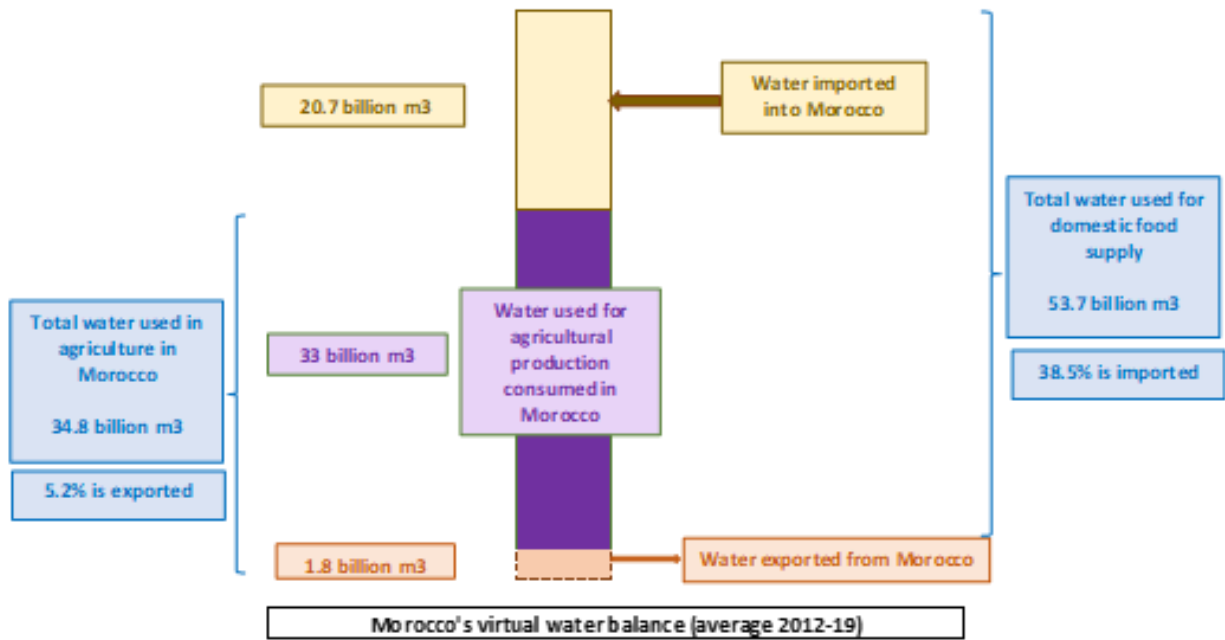 20.7 billion m3
Water imported
into Morocco
Total water used for
domestic food
supply
53.7 billion m3
38.5% is imported
Total water used in
agriculture in
Morocco
34.8 billion m3
5.2% is exported
33 billion m3
Water used for
agricultural
production
consumed in
Morocco
1.8 billion m3
Water exported from Morocco
Morocco's virtual water balance (average 2012-19)